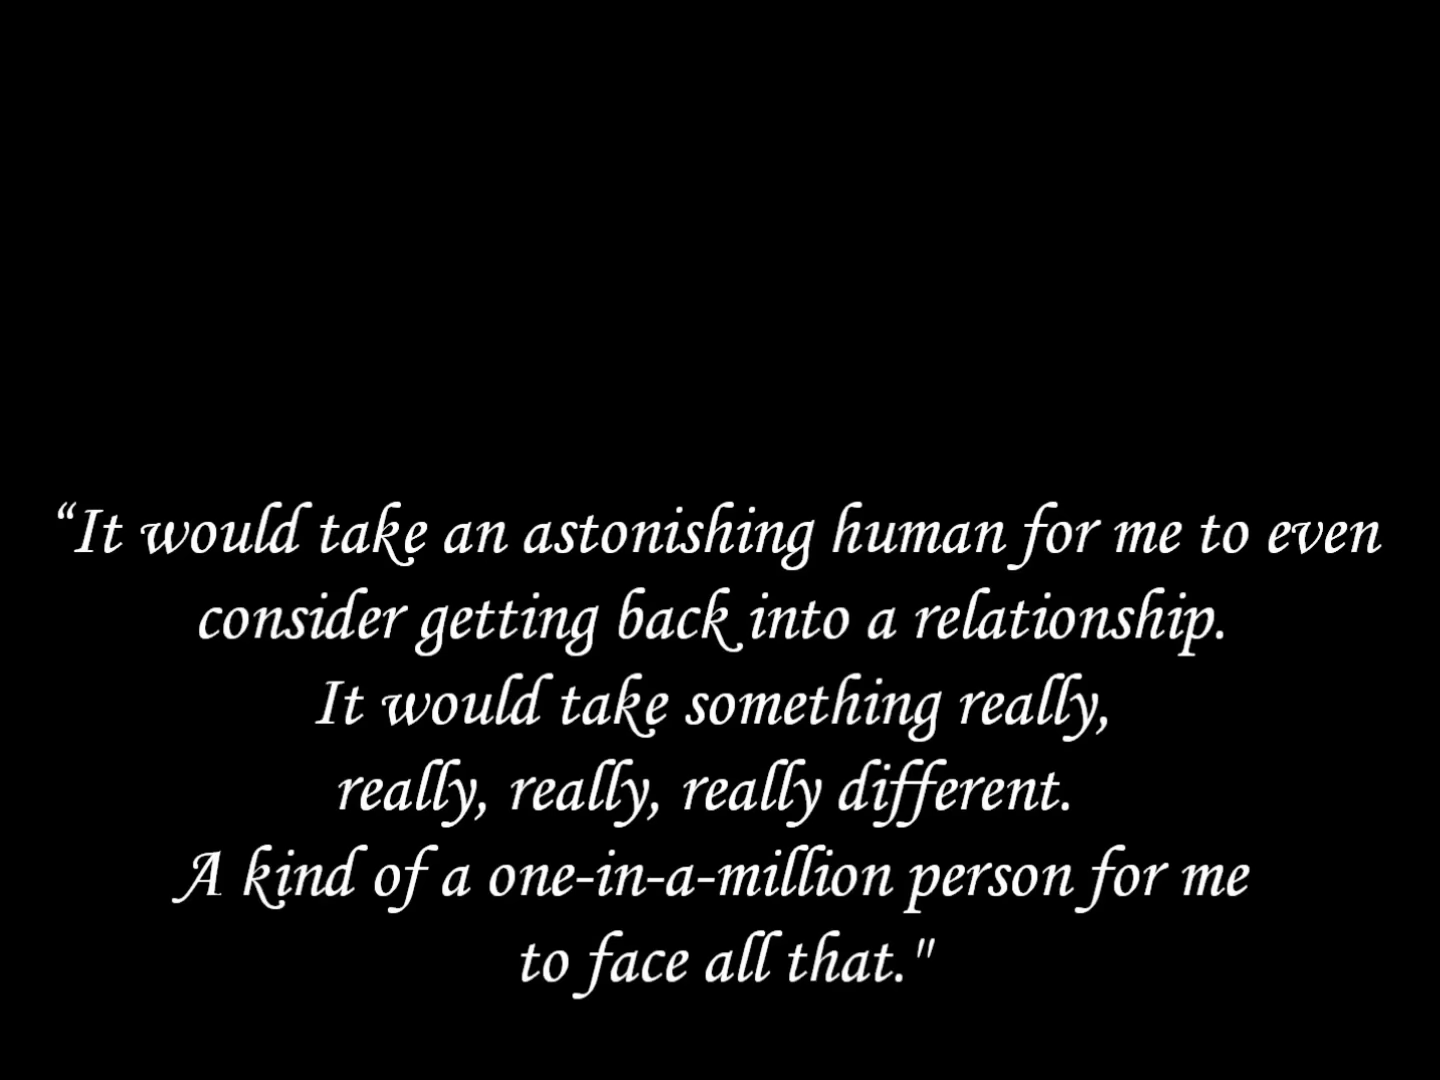 “It would take an astonishing human for me to even
consider getting back into a relationship.
It would take something really,
really, really, really different.
A kind of a one-in-a-million person for me
to face all that."